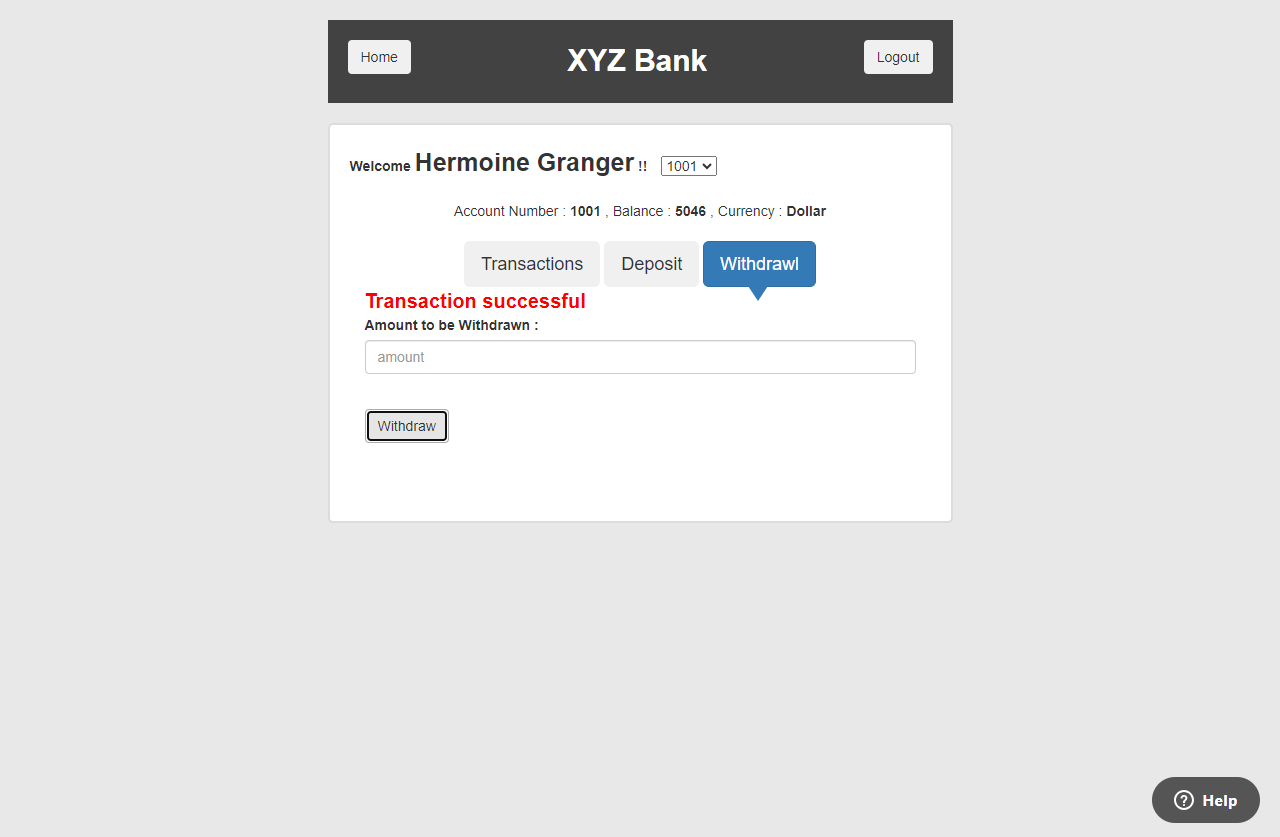 Home
XYZ Bank
Logout
Welcome Hermoine Granger !! 1001
Account Number : 1001 , Balance : 5046 , Currency : Dollar
Transactions
Deposit
Withdrawl
Transaction successful
Amount to be Withdrawn :
amount
Withdraw
Help